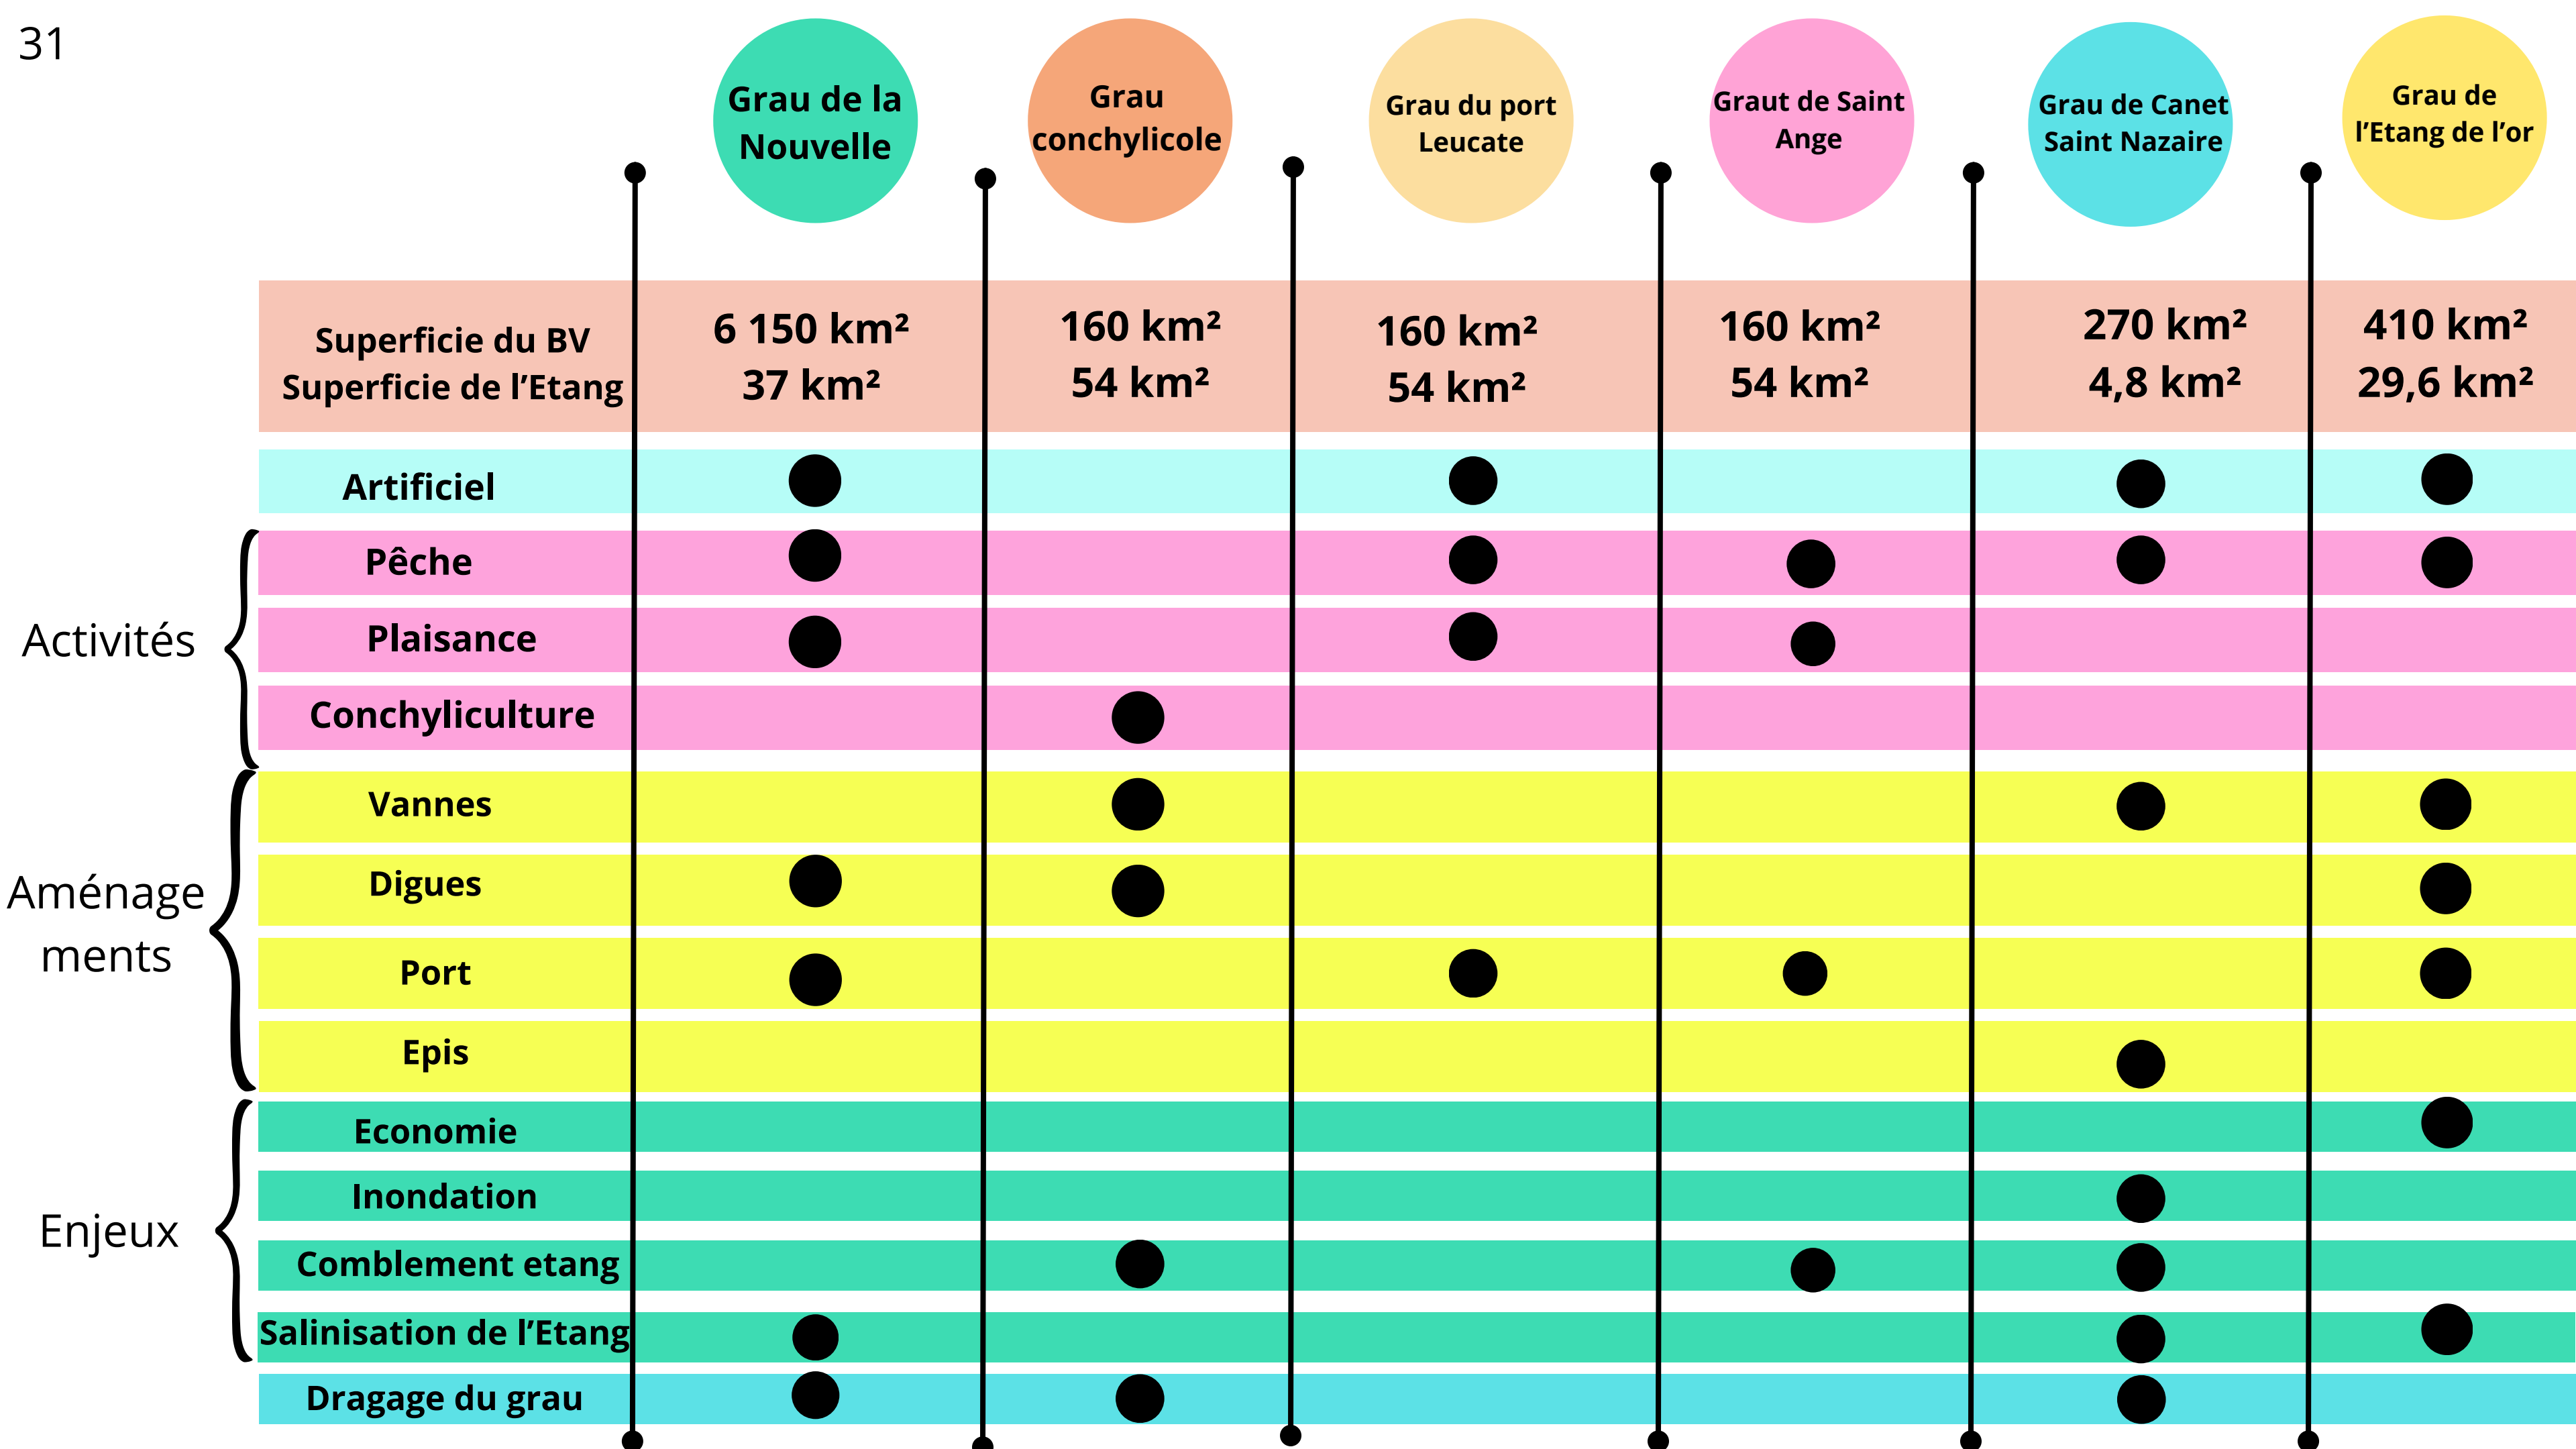 31
Grau de la
Nouvelle
Grau
conchylicole
Grau du port
Leucate
Graut de Saint
Ange
Grau de Canet
Saint Nazaire
Grau de
l’Etang de l’or
Superficie du BV
Superficie de l’Etang
6 150 km²
37 km²
160 km²
54 km²
160 km²
54 km²
160 km²
54 km²
270 km²
4,8 km²
410 km²
29,6 km²
Artificiel
Activités
Pêche
Plaisance
Conchyliculture
Aménage
ments
Vannes
Digues
Port
Epis
Enjeux
Economie
Inondation
Comblement etang
Salinisation de l’Etang
Dragage du grau